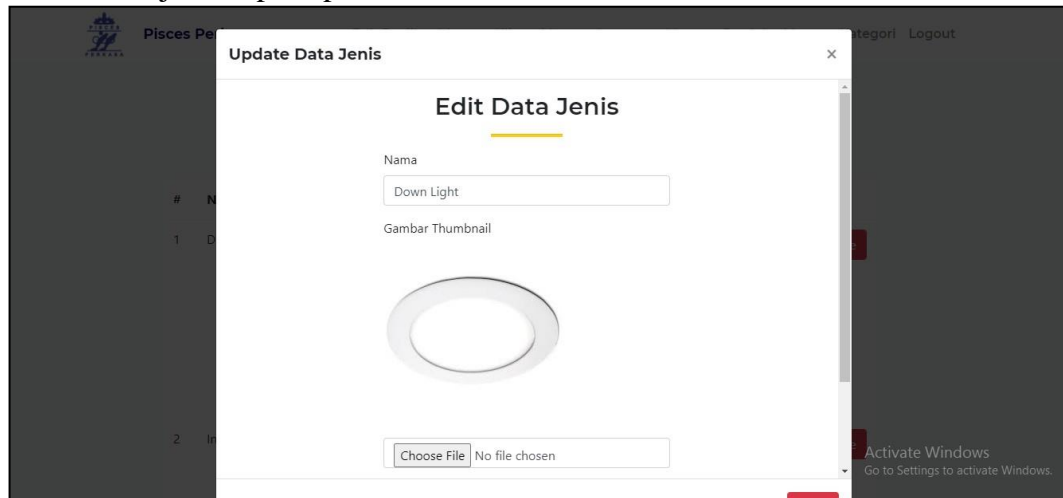 Pisces Pe
ategori Logout
Update Data Jenis
×
Edit Data Jenis
Nama
Down Light
Gambar Thumbnail
# N
1 D
2 In
Choose File No file chosen
Activate Windows
Go to Settings to activate Windows.